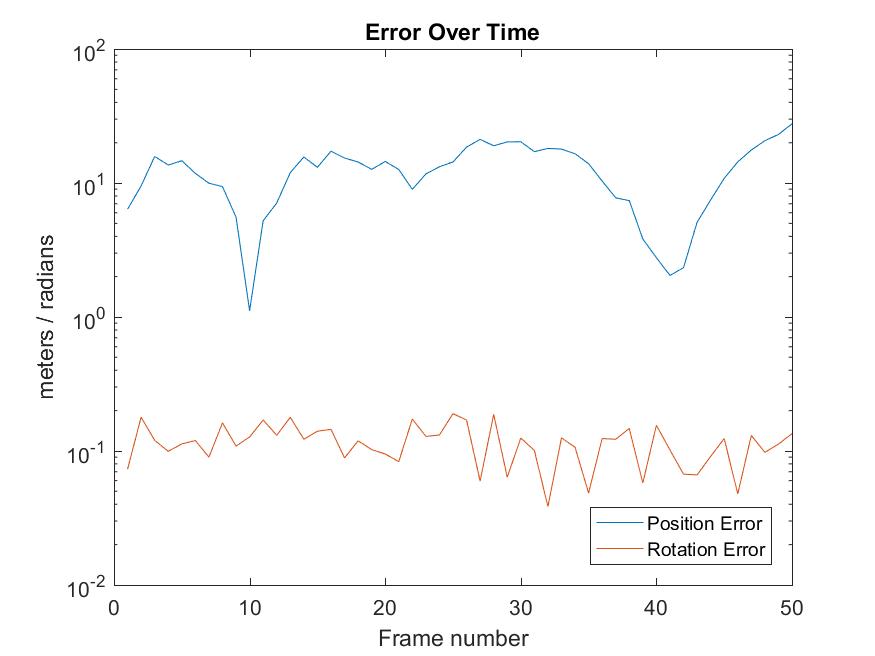 Error Over Time
10^2
10^1
10^0
10^-1
10^-2
meters / radians
Position Error
Rotation Error
0 10 20 30 40 50
Frame number